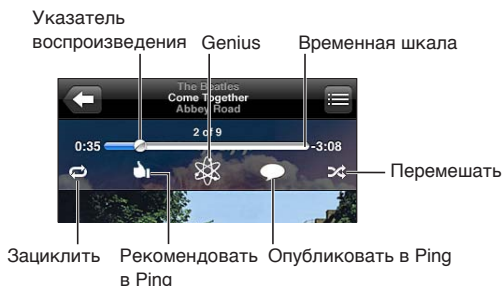 Указатель
воспроизведения
Genius
Временная шкала
The Beatles
Come Together
Abbey Road
2 of 9
0:35
-3:08
Перемешать
Зациклить
Рекомендовать
в Ping
Опубликовать в Ping